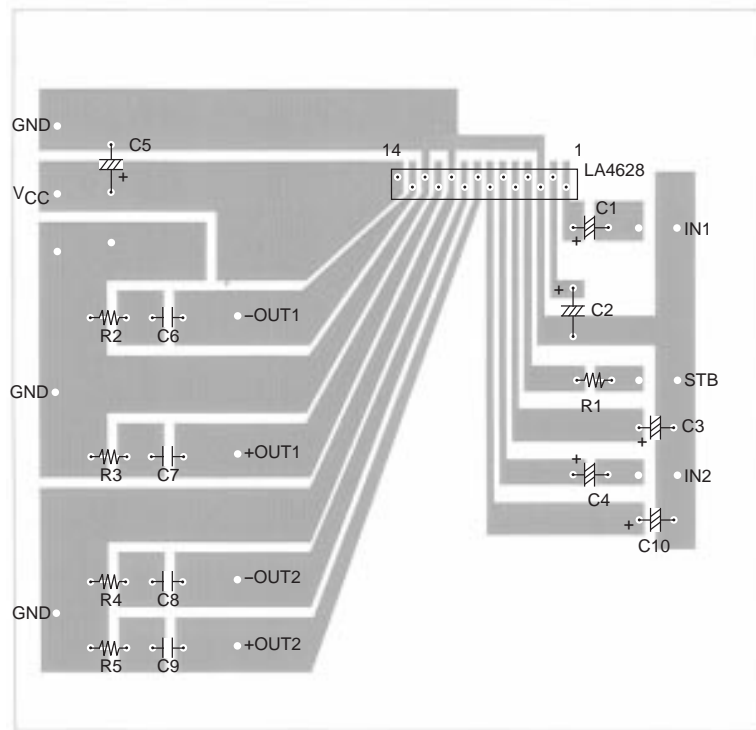 GND
C5
+
14
1
LA4628
VCC
C1
+
IN1
+
C2
R2
C6
–OUT1
GND
R1
STB
C3
+
R3
C7
+OUT1
+
C4
IN2
+
C10
R4
C8
–OUT2
GND
R5
C9
+OUT2